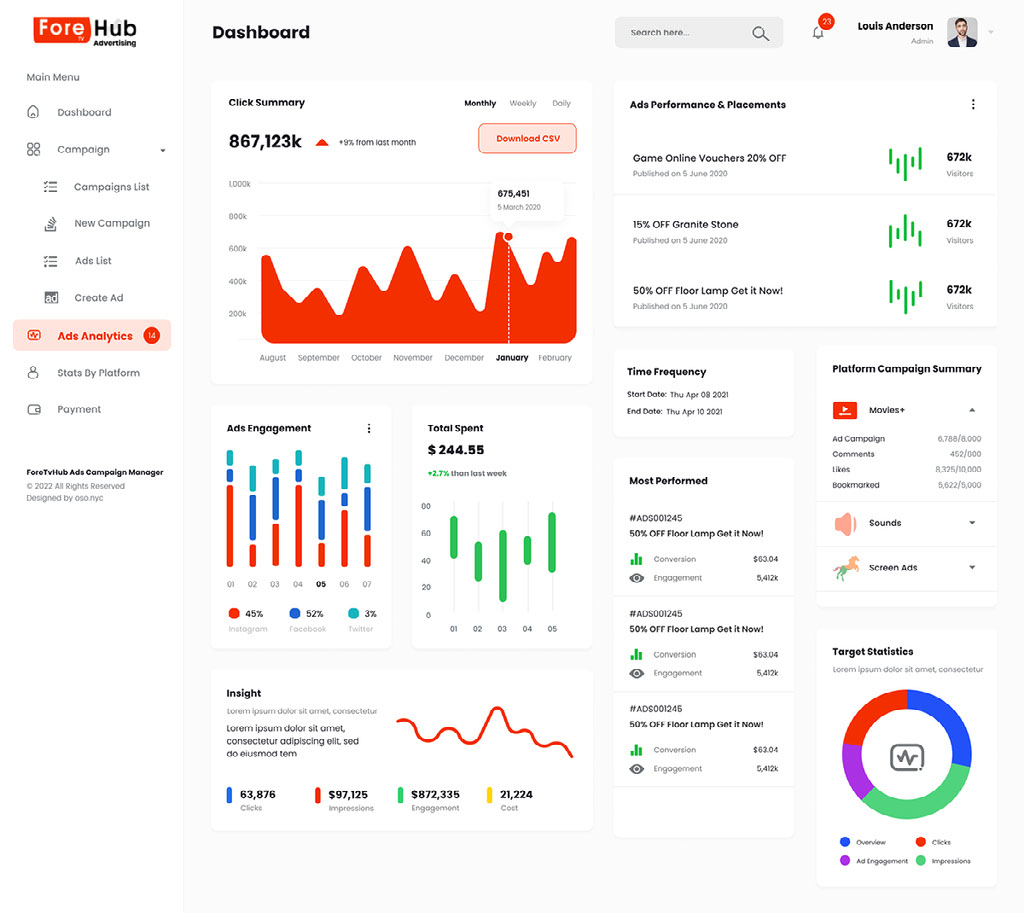 Fore Hub
TV
Advertising
Main Menu
Dashboard
Campaign
Campaigns List
New Campaign
Ads List
ad Create Ad
Ads Analytics 14
Stats By Platform
Payment
ForeTvHub Ads Campaign Manager
© 2022 All Rights Reserved
Designed by oso.nyc
Dashboard
Search here...
23
Louis Anderson
Admin
Click Summary
Monthly Weekly Daily
867,123k
+9% from last month
Download CSV
1,000k
800k
600k
400k
200k
675,451
5 March 2020
August September October November December January February
Ads Performance & Placements
Game Online Vouchers 20% OFF
Published on 5 June 2020
672k
Visitors
15% OFF Granite Stone
Published on 5 June 2020
672k
Visitors
50% OFF Floor Lamp Get it Now!
Published on 5 June 2020
672k
Visitors
Ads Engagement
01 02 03 04 05 06 07
45% 52% 3%
Instagram Facebook Twitter
Total Spent
$ 244.55
+2,7% than last week
80
60
40
20
0
01 02 03 04 05
Time Frequency
Start Date: Thu Apr 08 2021
End Date: Thu Apr 10 2021
Most Performed
#ADS001245
50% OFF Floor Lamp Get it Now!
Conversion $63.04
Engagement 5,412k
#ADS001245
50% OFF Floor Lamp Get it Now!
Conversion $63.04
Engagement 5,412k
#ADS001245
50% OFF Floor Lamp Get it Now!
Conversion $63.04
Engagement 5,412k
Platform Campaign Summary
Movies+
Ad Campaign 6,788/8,000
Comments 452/000
Likes 8,325/10,000
Bookmarked 5,622/5,000
Sounds
Screen Ads
Insight
Lorem ipsum dolor sit amet, consectetur
Lorem ipsum dolor sit amet,
consectetur adipiscing elit, sed
do eiusmod tem
63,876
Clicks
$97,125
Impressions
$872,335
Engagement
21,224
Cost
Target Statistics
Lorem ipsum dolor sit amet, consectetur
Overview Clicks
Ad Engagement Impressions